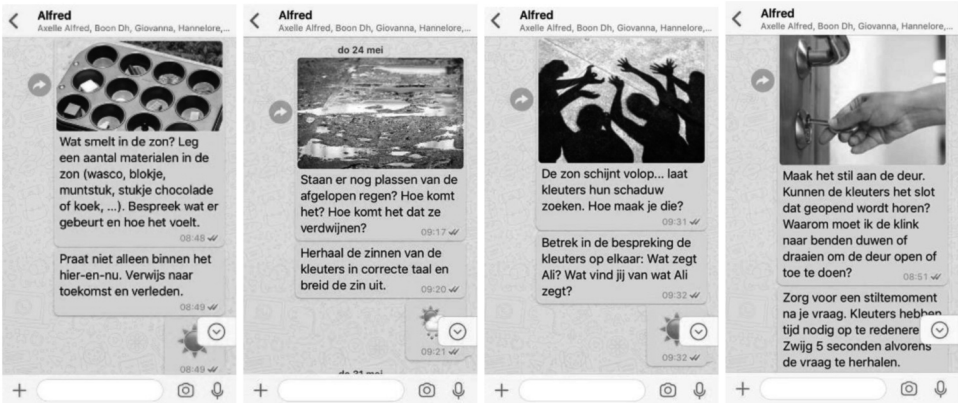 Alfred
Axelle Alfred, Boon Dh, Giovanna, Hannelore,...
Wat smelt in de zon? Leg
een aantal materialen in de
zon (wasco, blokje,
muntstuk, stukje chocolade
of koek, ...). Bespreek wat er
gebeurt en hoe het voelt.
08:48
Praat niet alleen binnen het
hier-en-nu. Verwijs naar
toekomst en verleden.
08:49
08:49
Alfred
Axelle Alfred, Boon Dh, Giovanna, Hannelore,...
do 24 mei
Staan er nog plassen van de
afgelopen regen? Hoe komt
het? Hoe komt het dat ze
verdwijnen?
09:17
Herhaal de zinnen van de
kleuters in correcte taal en
breid de zin uit.
09:20
09:21
do 31 mei
Alfred
Axelle Alfred, Boon Dh, Giovanna, Hannelore,...
De zon schijnt volop... laat
kleuters hun schaduw
zoeken. Hoe maak je die?
09:31
Betrek in de bespreking de
kleuters op elkaar: Wat zegt
Ali? Wat vind jij van wat Ali
zegt?
09:32
09:32
Alfred
Axelle Alfred, Boon Dh, Giovanna, Hannelore,...
Maak het stil aan de deur.
Kunnen de kleuters het slot
dat geopend wordt horen?
Waarom moet ik de klink
naar benden duwen of
draaien om de deur open of
toe te doen?
08:51
Zorg voor een stiltemoment
na je vraag. Kleuters hebben
tijd nodig op te redenere
Zwijg 5 seconden alvorens
de vraag te herhalen.